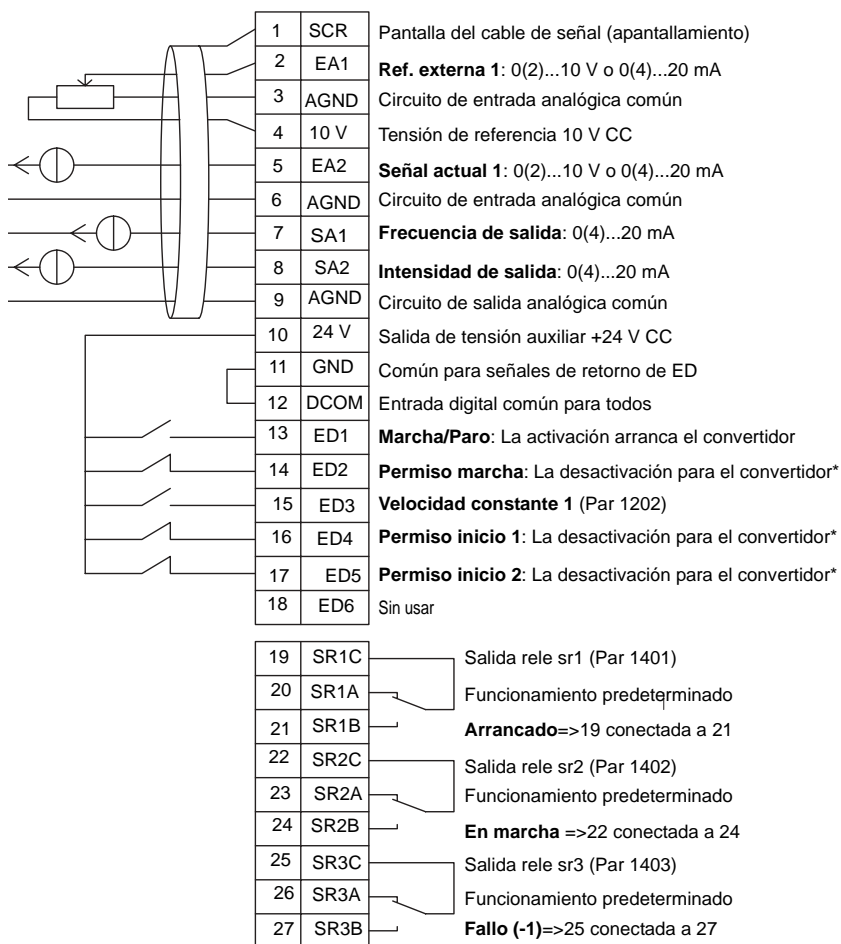 1 SCR Pantalla del cable de señal (apantallamiento)
2 EA1 Ref. externa 1: 0(2)...10 V o 0(4)...20 mA
3 AGND Circuito de entrada analógica común
4 10 V Tensión de referencia 10 V CC
5 EA2 Señal actual 1: 0(2)...10 V o 0(4)...20 mA
6 AGND Circuito de entrada analógica común
7 SA1 Frecuencia de salida: 0(4)...20 mA
8 SA2 Intensidad de salida: 0(4)...20 mA
9 AGND Circuito de salida analógica común
10 24 V Salida de tensión auxiliar +24 V CC
11 GND Común para señales de retorno de ED
12 DCOM Entrada digital común para todos
13 ED1 Marcha/Paro: La activación arranca el convertidor
14 ED2 Permiso marcha: La desactivación para el convertidor*
15 ED3 Velocidad constante 1 (Par 1202)
16 ED4 Permiso inicio 1: La desactivación para el convertidor*
17 ED5 Permiso inicio 2: La desactivación para el convertidor*
18 ED6 Sin usar
19 SR1C Salida rele sr1 (Par 1401)
20 SR1A Funcionamiento predeterminado
21 SR1B Arrancado=>19 conectada a 21
22 SR2C Salida rele sr2 (Par 1402)
23 SR2A Funcionamiento predeterminado
24 SR2B En marcha =>22 conectada a 24
25 SR3C Salida rele sr3 (Par 1403)
26 SR3A Funcionamiento predeterminado
27 SR3B Fallo (-1)=>25 conectada a 27